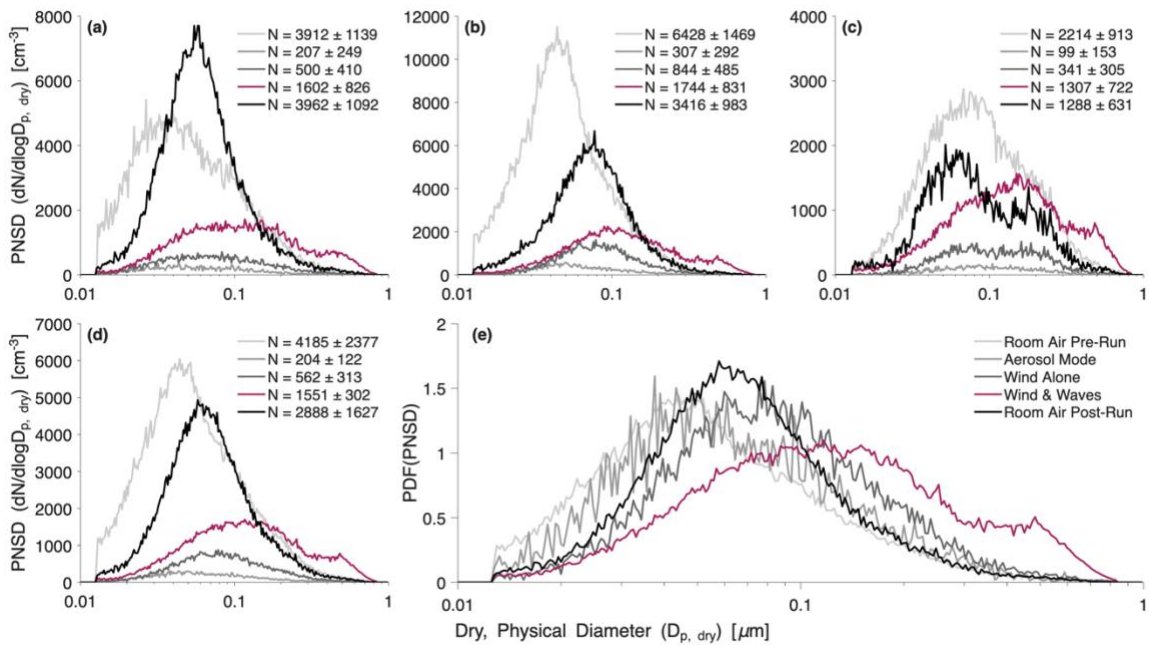 (a)
8000
6000
4000
2000
0
PNSD (dN/dlogDp, dry) [cm-3]
N = 3912 ± 1139
N = 207 ± 249
N = 500 ± 410
N = 1602 ± 826
N = 3962 ± 1092
0.01
0.1
1
(b)
12000
10000
8000
6000
4000
2000
0
N = 6428 ± 1469
N = 307 ± 292
N = 844 ± 485
N = 1744 ± 831
N = 3416 ± 983
0.01
0.1
1
(c)
4000
3000
2000
1000
0
N = 2214 ± 913
N = 99 ± 153
N = 341 ± 305
N = 1307 ± 722
N = 1288 ± 631
0.01
0.1
1
(d)
7000
6000
5000
4000
3000
2000
1000
0
PNSD (dN/dlogDp, dry) [cm-3]
N = 4185 ± 2377
N = 204 ± 122
N = 562 ± 313
N = 1551 ± 302
N = 2888 ± 1627
0.01
0.1
1
(e)
2
1.5
1
0.5
0
PDF(PNSD)
Room Air Pre-Run
Aerosol Mode
Wind Alone
Wind & Waves
Room Air Post-Run
0.01
0.1
1
Dry, Physical Diameter (Dp, dry) [μm]